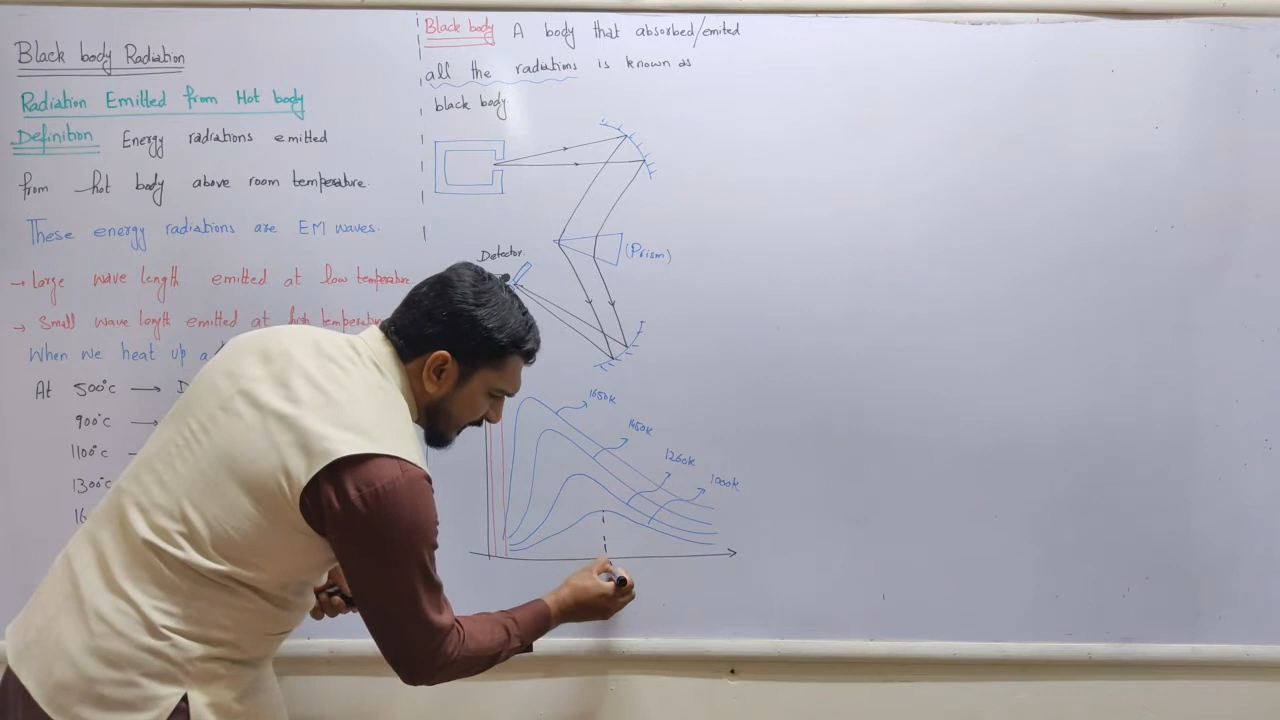 Black body Radiation
Radiation Emitted from Hot body
Definition Energy radiations emitted
from hot body above room temperature.
These energy radiations are EM waves.
→ Large wave length emitted at low temperature
→ Small wave length emitted at high temperature
When we heat up a
At 500°c →
900°c →
1100°c
1300°c
Black body A body that absorbed/emited
all the radiations is known as
black body
(Prism)
Detector.
1650k
1450k
1260k
1000k